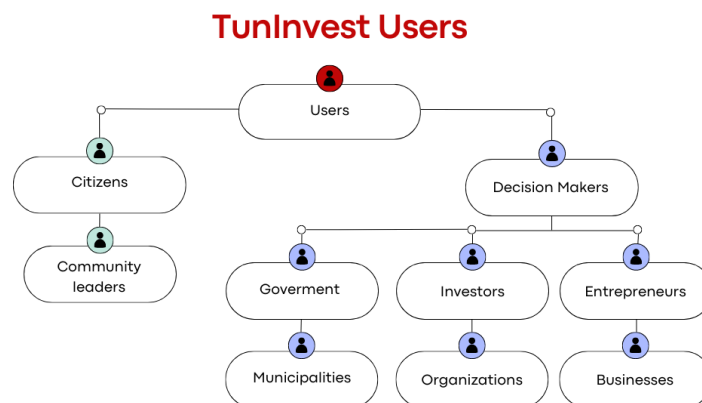 TunInvest Users
Users
Citizens
Decision Makers
Community
leaders
Goverment
Investors
Entrepreneurs
Municipalities
Organizations
Businesses